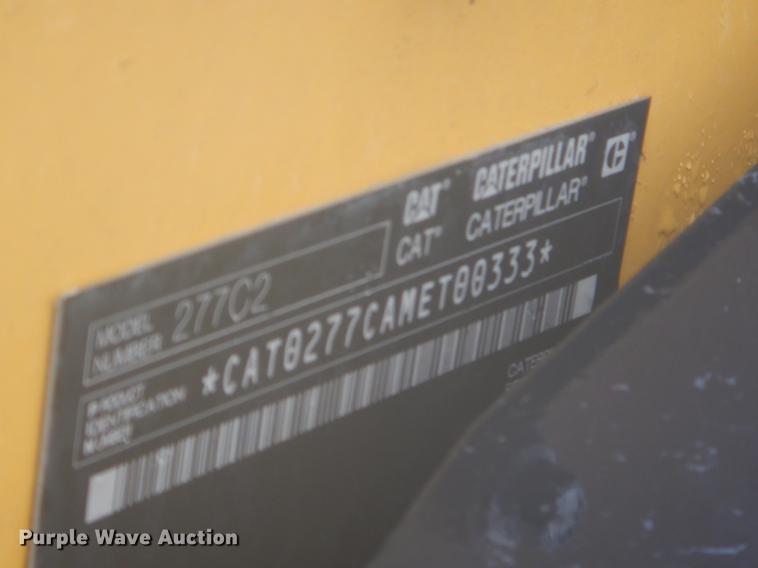 CAT® CATERPILLAR®
CAT® CATERPILLAR®
MODEL NUMBER 277C2
PRODUCT IDENTIFICATION NUMBER *CAT0277CAMET00333*
Purple Wave Auction